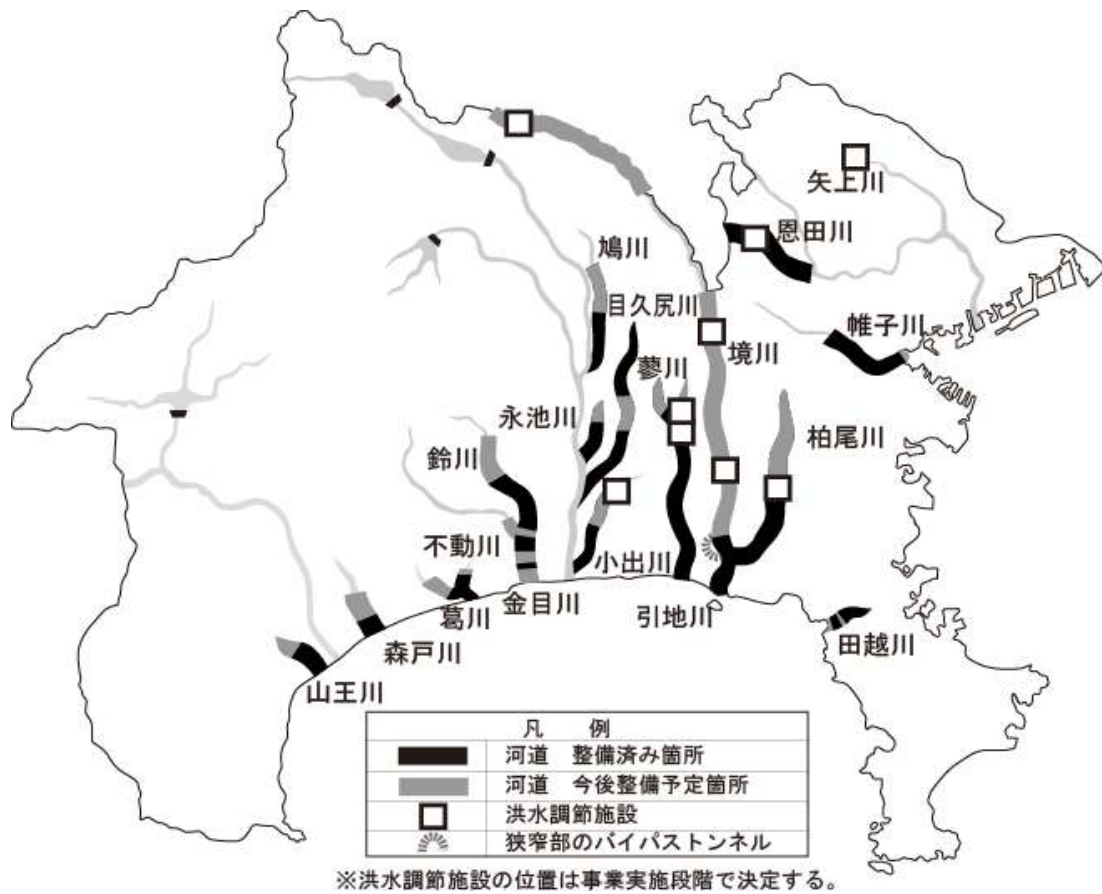 矢上川
恩田川
鳩川
目久尻川
帷子川
境川
蓼川
永池川
柏尾川
鈴川
不動川
小出川
葛川
金目川
引地川
森戸川
田越川
山王川
凡 例
河道 整備済み箇所
河道 今後整備予定箇所
洪水調節施設
狭窄部のバイパストンネル
※洪水調節施設の位置は事業実施段階で決定する。